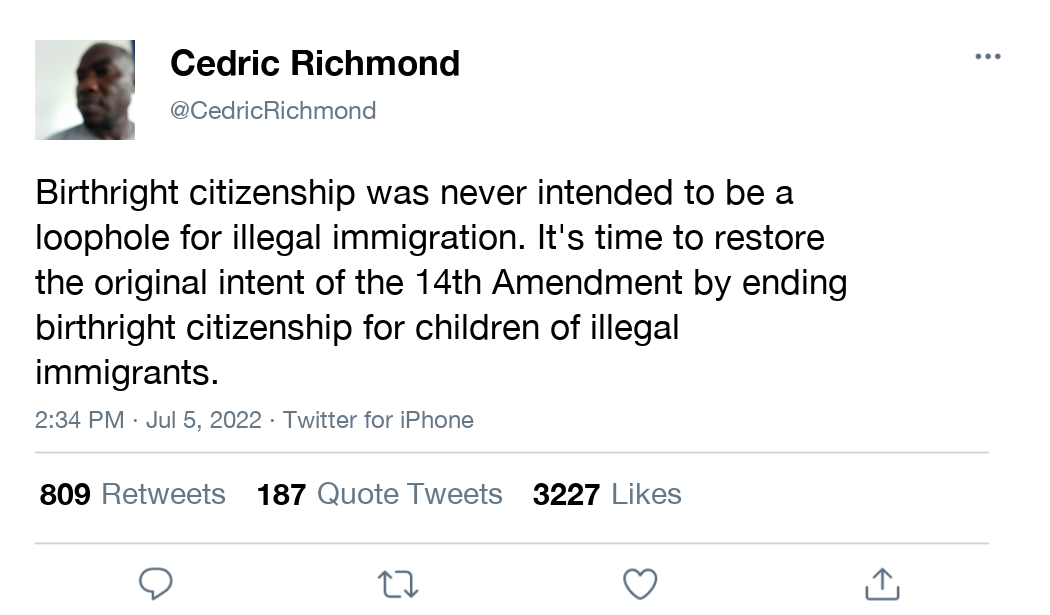 Cedric Richmond
@CedricRichmond
Birthright citizenship was never intended to be a
loophole for illegal immigration. It's time to restore
the original intent of the 14th Amendment by ending
birthright citizenship for children of illegal
immigrants.
2:34 PM · Jul 5, 2022 · Twitter for iPhone
809 Retweets 187 Quote Tweets 3227 Likes